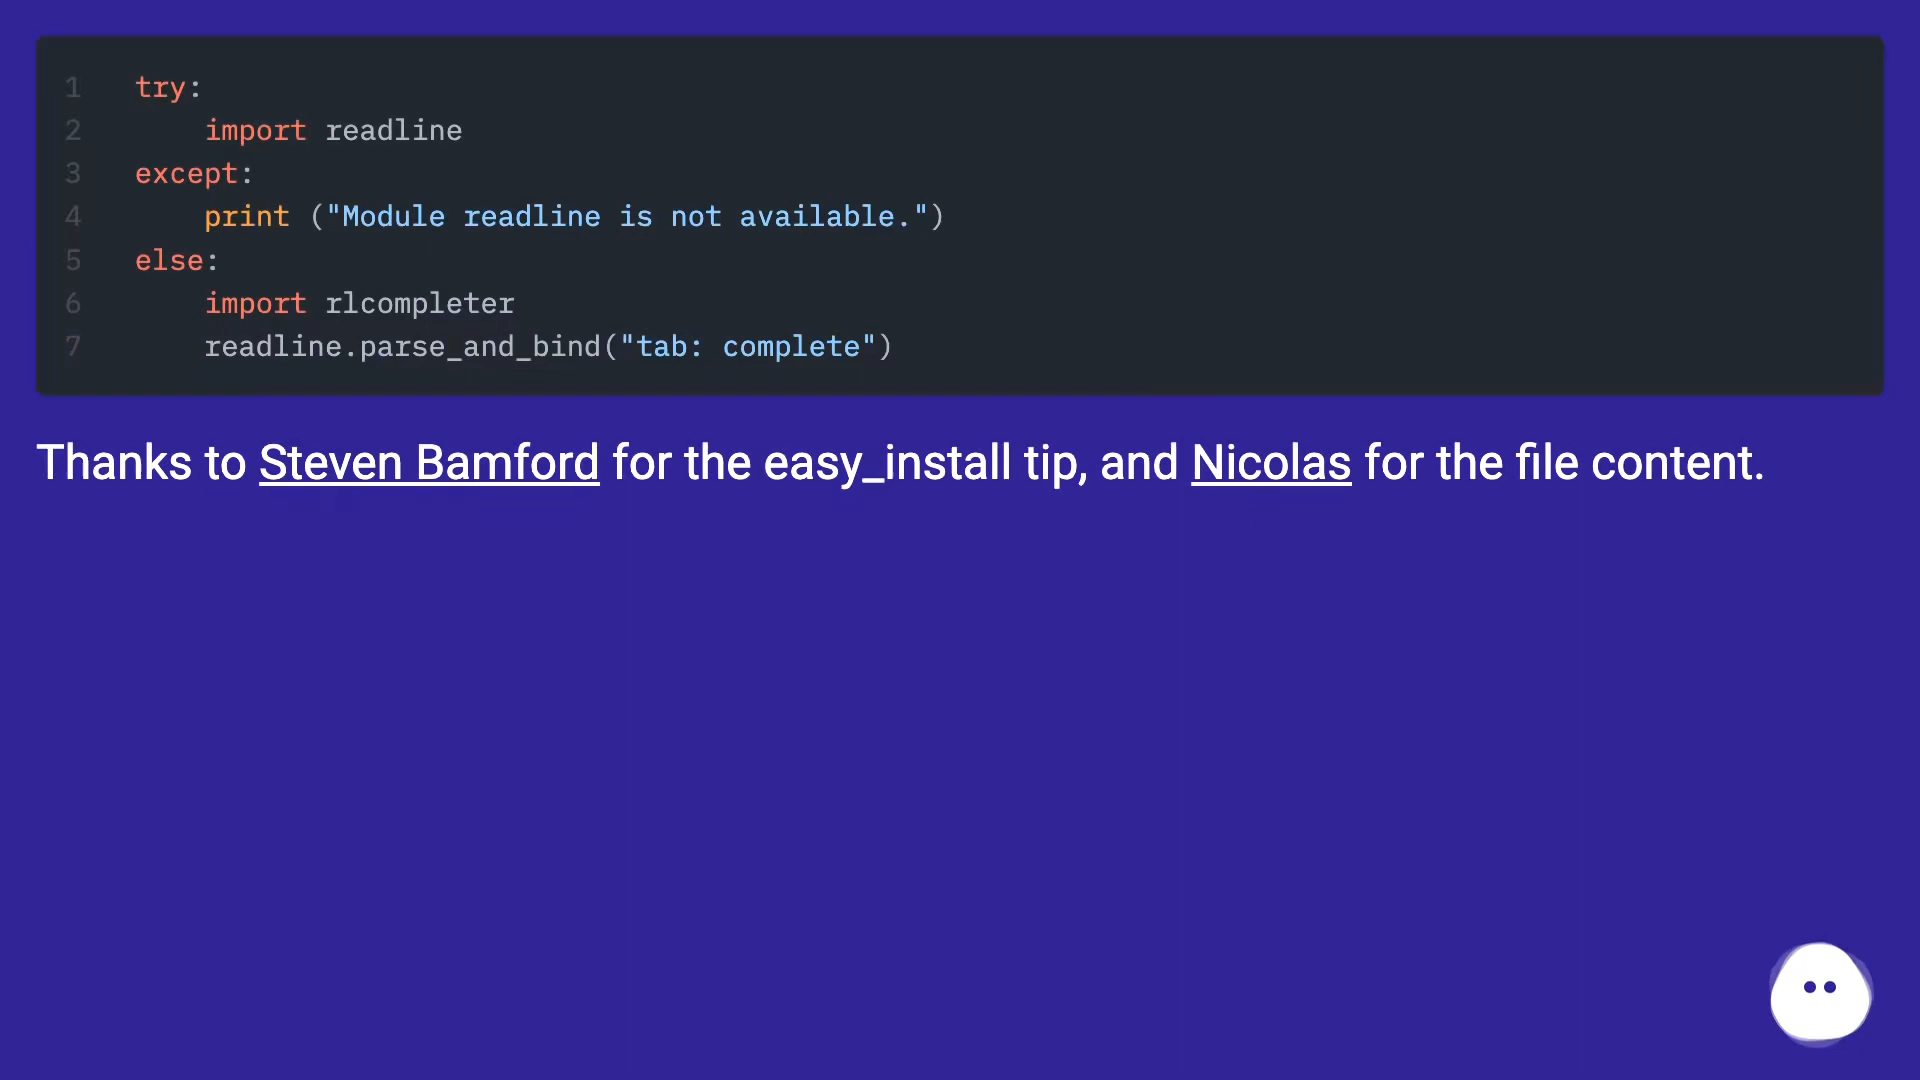 1 try:
2     import readline
3 except:
4     print ("Module readline is not available.")
5 else:
6     import rlcompleter
7     readline.parse_and_bind("tab: complete")
Thanks to Steven Bamford for the easy_install tip, and Nicolas for the file content.